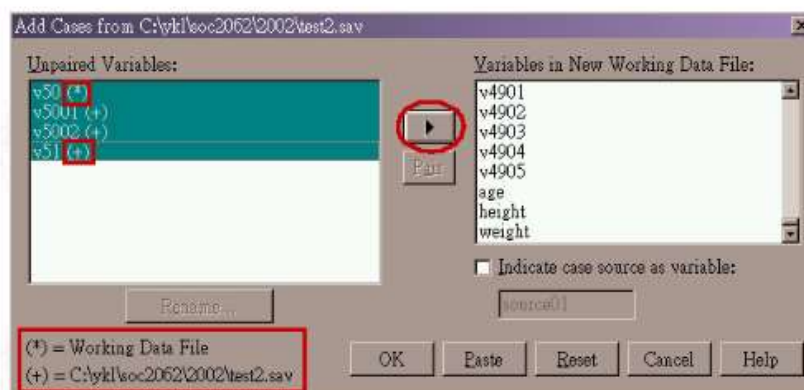 Add Cases from C:\ykl\soc2062\2002\test2.sav
Unpaired Variables:
v50 (*)
v5001 (+)
v5002 (+)
v51 (+)
Pair
Rename...
(*) = Working Data File
(+) = C:\ykl\soc2062\2002\test2.sav
Variables in New Working Data File:
v4901
v4902
v4903
v4904
v4905
age
height
weight
Indicate case source as variable:
source01
OK
Paste
Reset
Cancel
Help